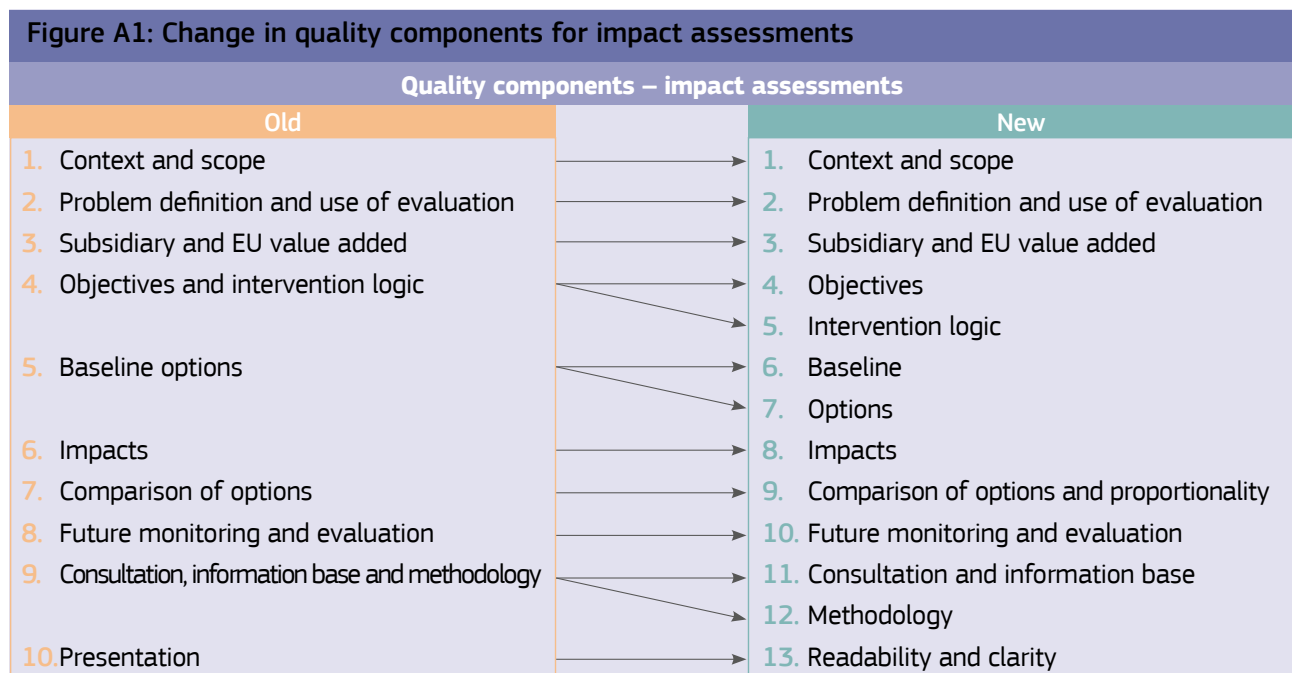 Figure A1: Change in quality components for impact assessments
Quality components – impact assessments
Old
1. Context and scope
2. Problem definition and use of evaluation
3. Subsidiary and EU value added
4. Objectives and intervention logic
5. Baseline options
6. Impacts
7. Comparison of options
8. Future monitoring and evaluation
9. Consultation, information base and methodology
10. Presentation
New
1. Context and scope
2. Problem definition and use of evaluation
3. Subsidiary and EU value added
4. Objectives
5. Intervention logic
6. Baseline
7. Options
8. Impacts
9. Comparison of options and proportionality
10. Future monitoring and evaluation
11. Consultation and information base
12. Methodology
13. Readability and clarity